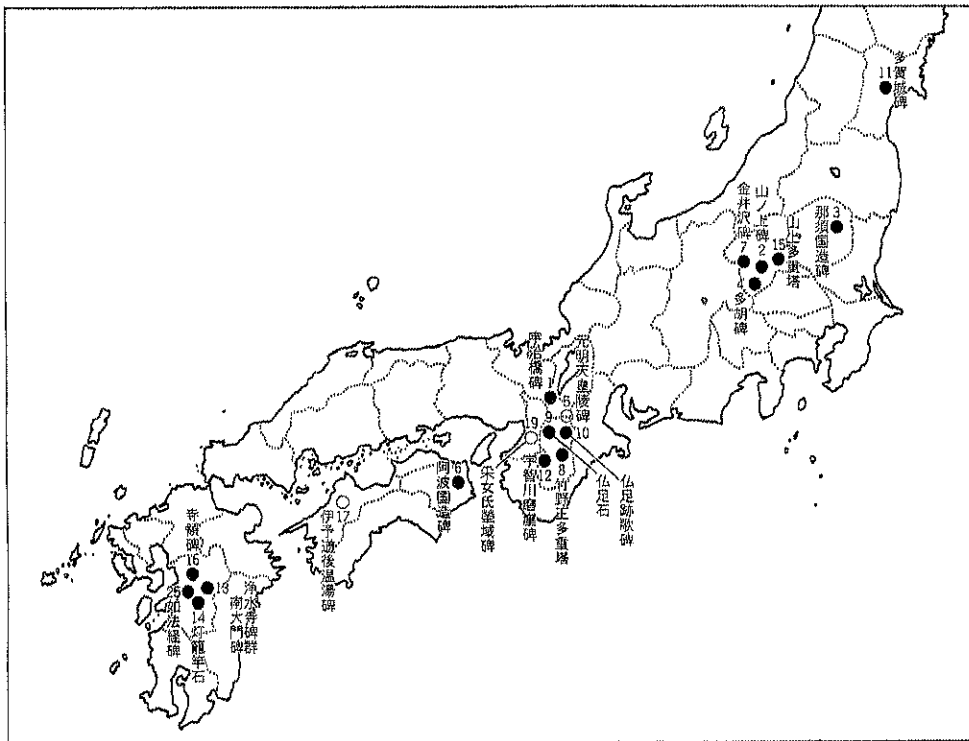 11
多賀城碑
3
那須国造碑
15
山上多重塔
2
山ノ上碑
7
金井沢碑
4
多胡碑
1
宇治橋碑
5
元明天皇陵碑
9
仏足石
10
仏足跡歌碑
19
采女氏塋域碑
12
宇智川磨崖碑
8
竹野王多重塔
6
阿波国造碑
17
伊予道後温湯碑
浄水寺碑群
13
南大門碑
16
寺領碑
14
灯籠竿石
25
如法経碑